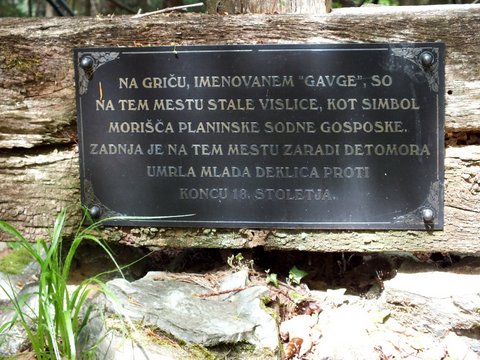 NA GRIČU, IMENOVANEM "GAVGE", SO
NA TEM MESTU STALE VISLICE, KOT SIMBOL
MORIŠČA PLANINSKE SODNE GOSPOSKE.
ZADNJA JE NA TEM MESTU ZARADI DETOMORA
UMRLA MLADA DEKLICA PROTI
KONCU 18. STOLETJA.